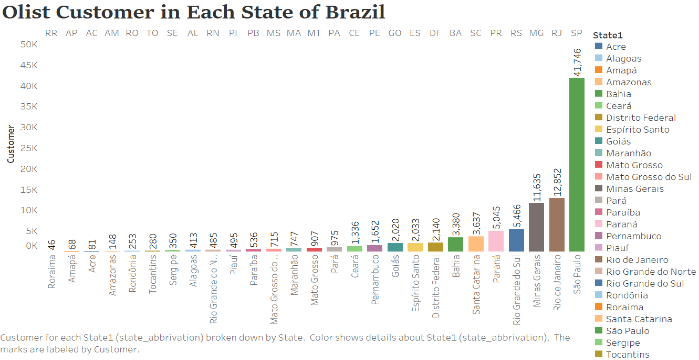 Olist Customer in Each State of Brazil
RR AP AC AM RO TO SE AL RN PI PB MS MA MT PA CE PE GO ES DF BA SC PR RS MG RJ SP
Customer
50K
45K
40K
35K
30K
25K
20K
15K
10K
5K
0K
46
68
81
148
253
280
350
413
485
495
536
715
747
907
975
1,336
1,652
2,020
2,033
2,140
3,380
3,637
5,045
5,466
11,635
12,852
41,746
Roraima
Amapá
Acre
Amazonas
Rondônia
Tocantins
Sergipe
Alagoas
Rio Grande do N..
Piauí
Paraíba
Mato Grosso do ..
Maranhão
Mato Grosso
Pará
Ceará
Pernambuco
Goiás
Espírito Santo
Distrito Federal
Bahia
Santa Catarina
Paraná
Rio Grande do Su
Minas Gerais
Rio de Janeiro
São Paulo
State1
Acre
Alagoas
Amapá
Amazonas
Bahia
Ceará
Distrito Federal
Espírito Santo
Goiás
Maranhão
Mato Grosso
Mato Grosso do Sul
Minas Gerais
Pará
Paraíba
Paraná
Pernambuco
Piauí
Rio de Janeiro
Rio Grande do Norte
Rio Grande do Sul
Rondônia
Roraima
Santa Catarina
São Paulo
Sergipe
Tocantins
Customer for each State1 (state_abbrivation) broken down by State. Color shows details about State1 (state_abbrivation). The
marks are labeled by Customer.